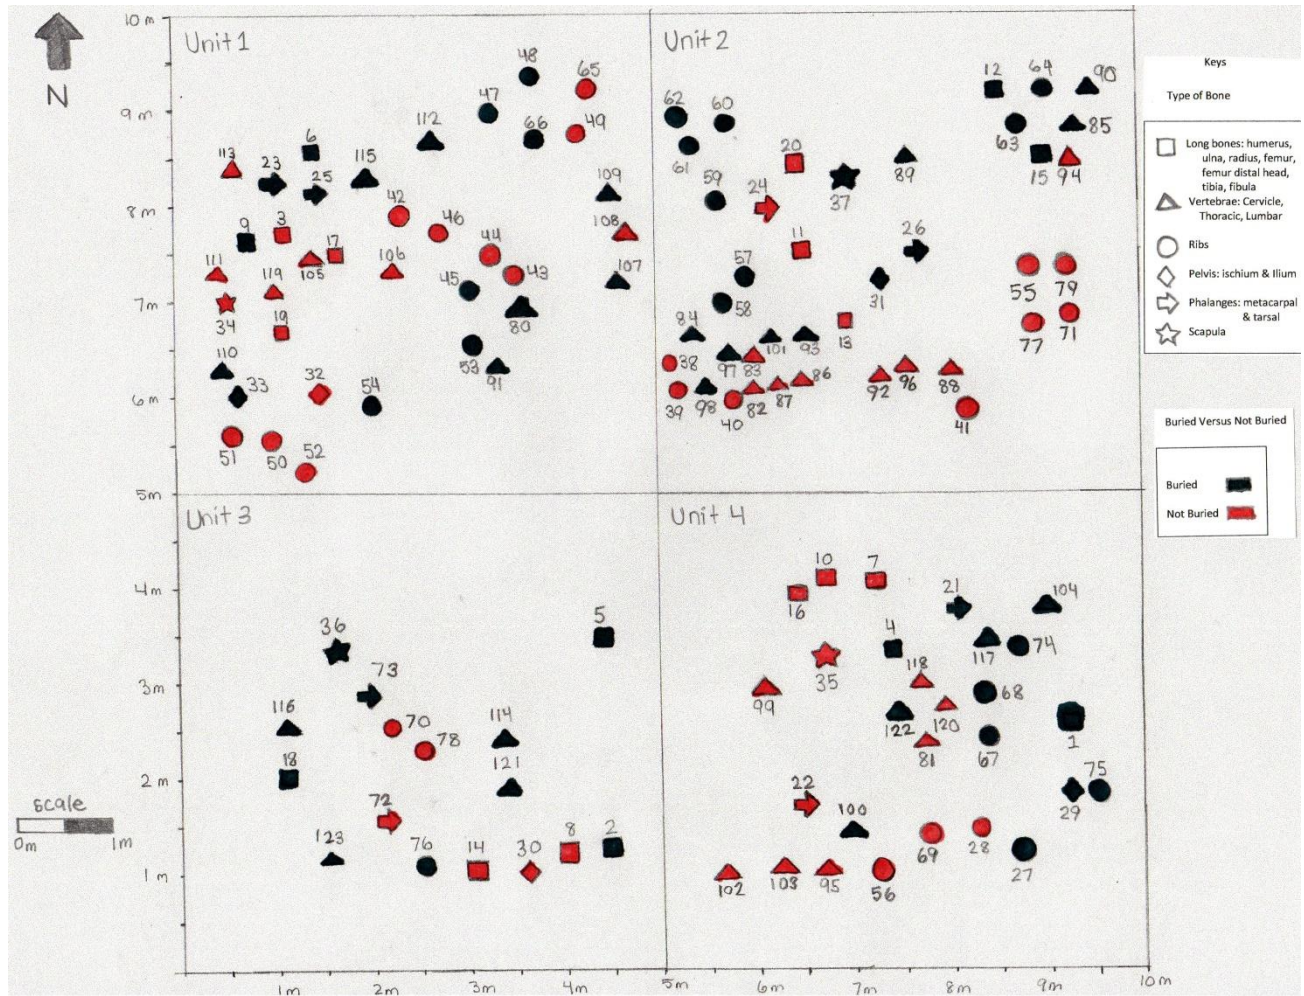 10 m
Unit 1
Unit 2
N
48
65
12
64
90
47
62
60
9 m
112
66
49
63
85
6
20
113
23
115
61
89
15
94
25
24
37
109
59
42
8 m
9
3
46
11
26
108
17
44
111
105
106
57
107
119
45
43
31
55
79
7m
34
58
80
19
84
101
93
13
77
71
53
97
83
110
91
38
86
33
32
54
92
96
88
6 m
39
98
40
82
87
41
51
50
52
5m
Unit 3
Unit 4
10
7
21
104
4 m
16
5
36
4
117
74
73
118
35
3 m
68
99
116
70
114
120
78
122
1
18
121
81
67
2 m
75
72
22
29
scale
0m
1m
123
100
76
14
30
8
2
69
28
27
1 m
102
103
95
56
1m
2m
3m
4m
5m
6m
7m
8m
9m
10 m
Keys
Type of Bone
Long bones: humerus,
ulna, radius, femur,
femur distal head,
tibia, fibula
Vertebrae: Cervicle,
Thoracic, Lumbar
Ribs
Pelvis: ischium & Ilium
Phalanges: metacarpal
& tarsal
Scapula
Buried Versus Not Buried
Buried
Not Buried